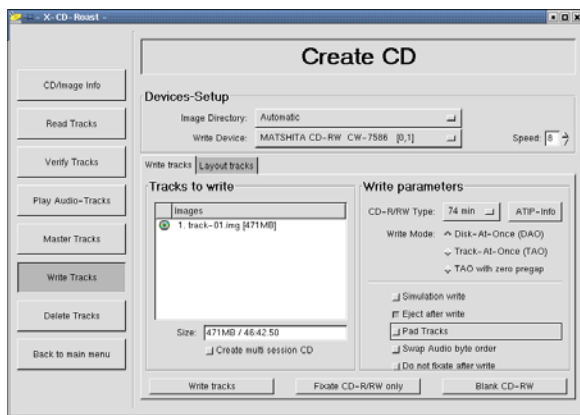 X-CD-Roast
Create CD
CD/Image Info
Read Tracks
Verify Tracks
Play Audio-Tracks
Master Tracks
Write Tracks
Delete Tracks
Back to main menu
Devices-Setup
Image Directory: Automatic
Write Device: MATSHITA CD-RW CW-7586 [0,1] Speed: 8
Write tracks Layout tracks
Tracks to write
Images
1. track-01.img [471MB]
Size: 471MB / 46:42.50
Create multi session CD
Write parameters
CD-R/RW Type: 74 min ATIP-Info
Write Mode: Disk-At-Once (DAO)
Track-At-Once (TAO)
TAO with zero pregap
Simulation write
Eject after write
Pad Tracks
Swap Audio byte order
Do not fixate after write
Write tracks Fixate CD-R/RW only Blank CD-RW